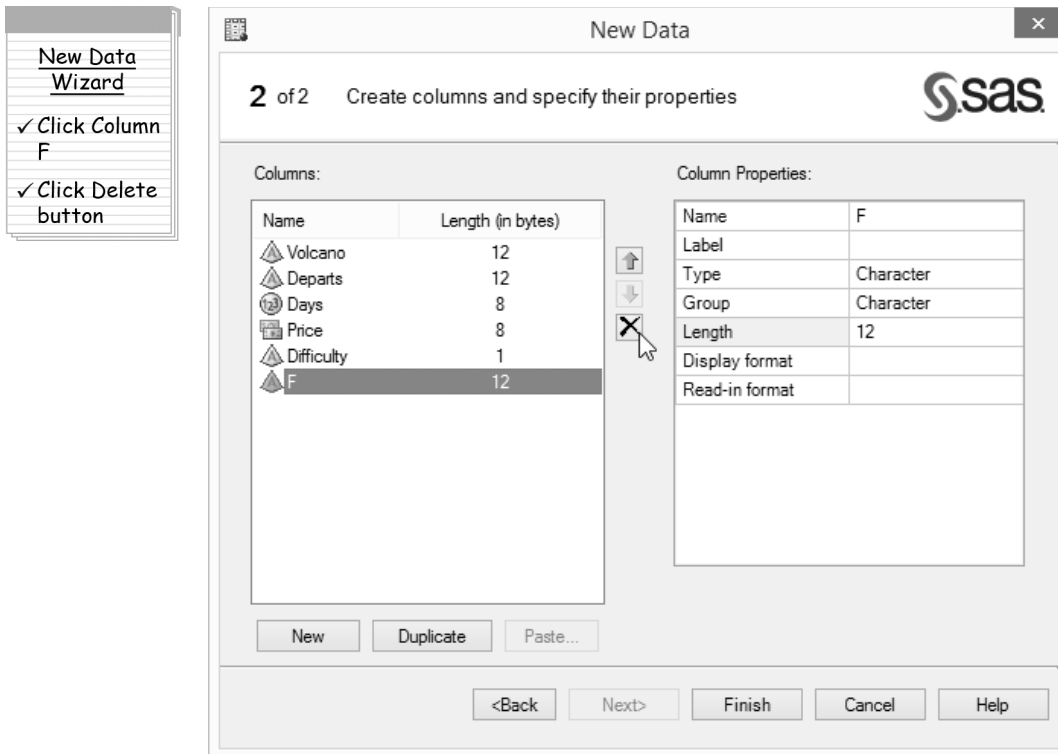 New Data
Wizard
✓ Click Column
F
✓ Click Delete
button
New Data
2 of 2 Create columns and specify their properties
sas
Columns:
Name Length (in bytes)
Volcano 12
Departs 12
123 Days 8
Price 8
Difficulty 1
F 12
New Duplicate Paste...
Column Properties:
Name F
Label
Type Character
Group Character
Length 12
Display format
Read-in format
<Back Next> Finish Cancel Help